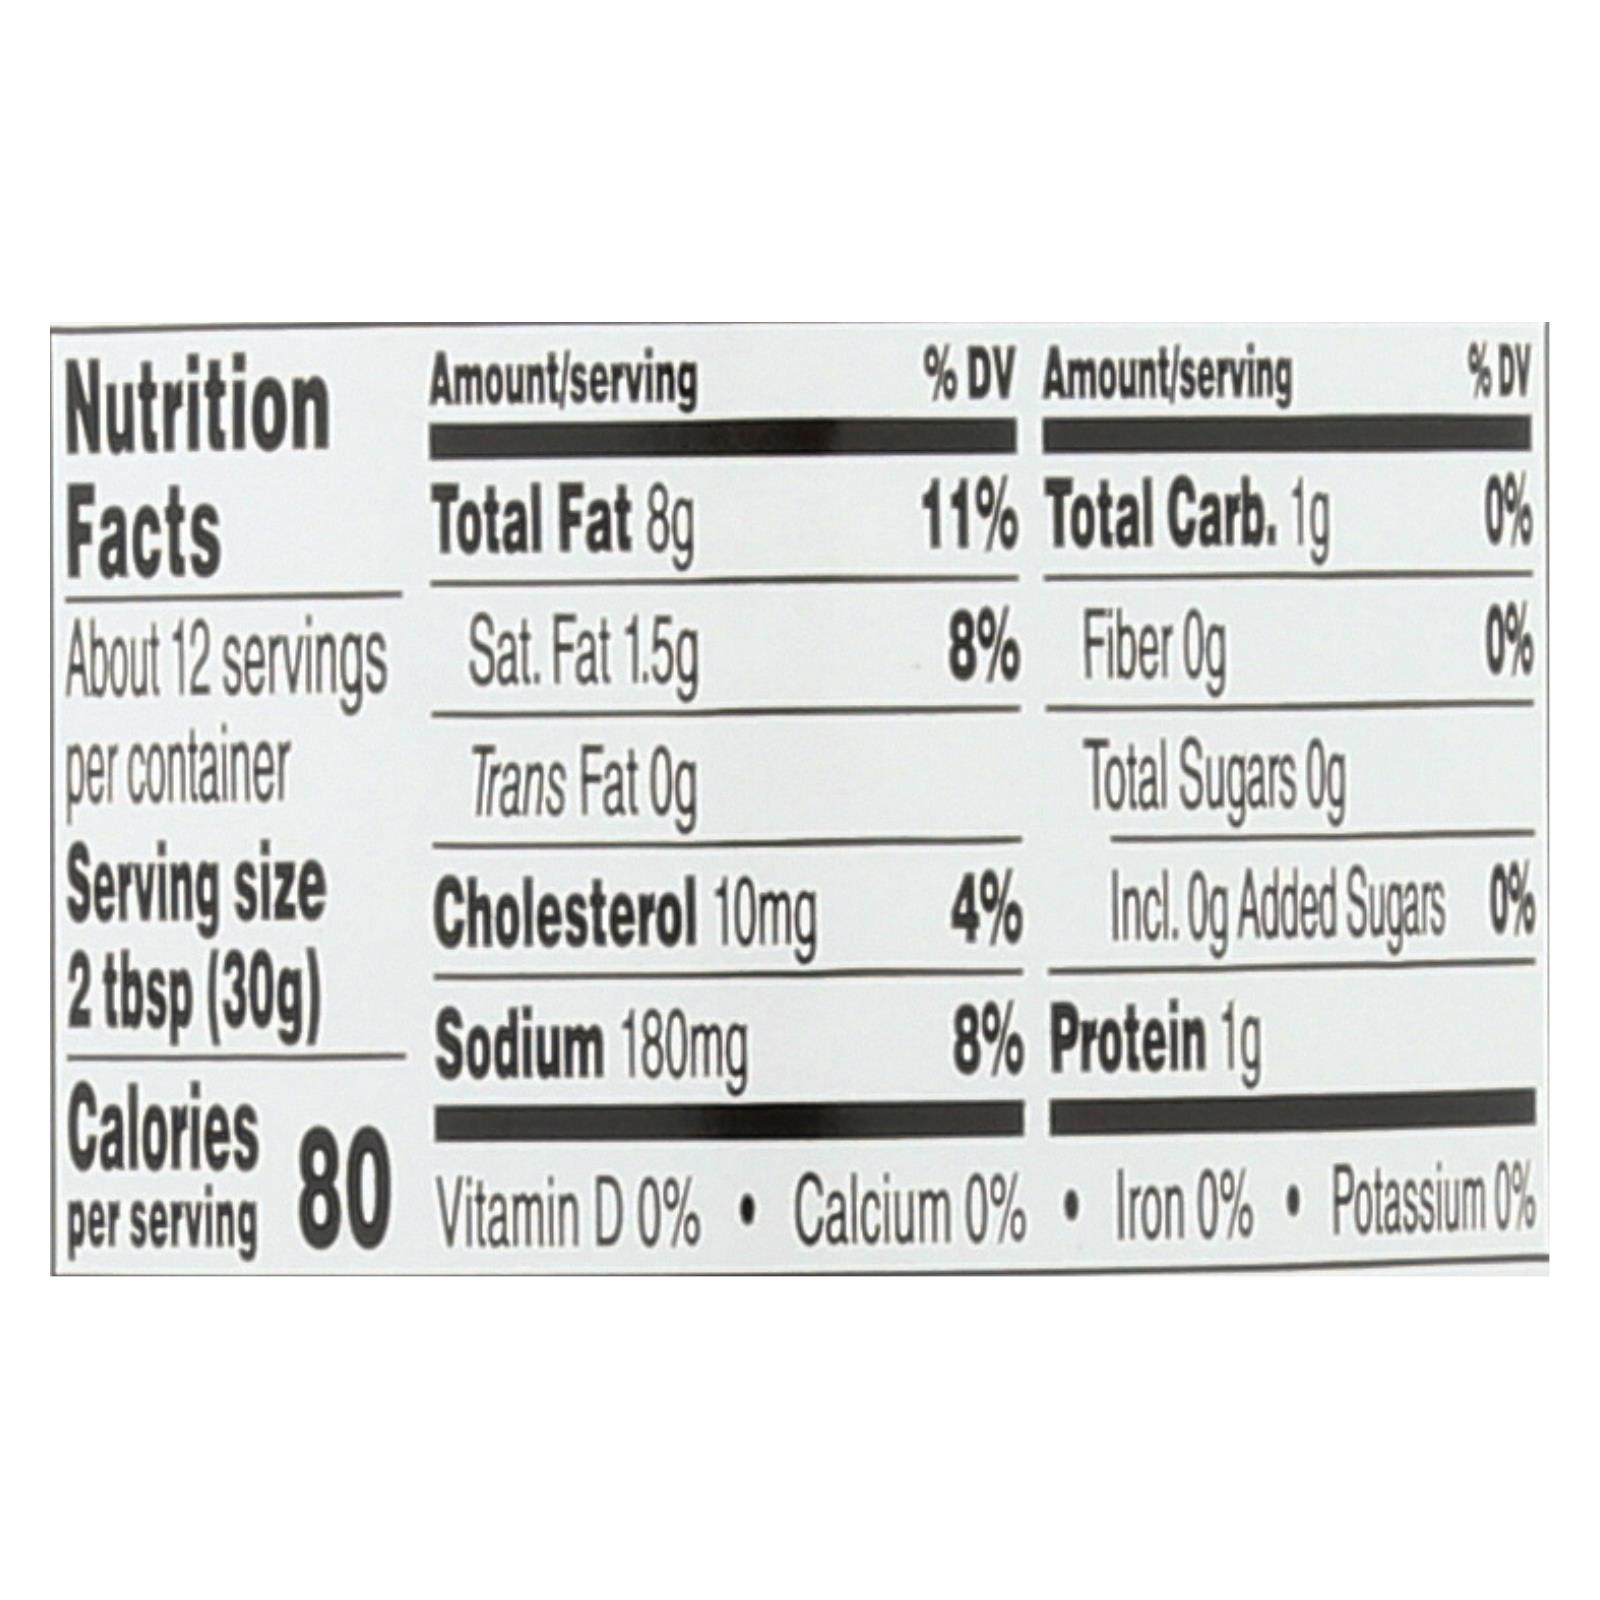 Nutrition
Facts
About 12 servings
per container
Serving size
2 tbsp (30g)
Calories
per serving 80
Amount/serving % DV
Total Fat 8g 11%
Sat. Fat 1.5g 8%
Trans Fat 0g
Cholesterol 10mg 4%
Sodium 180mg 8%
Amount/serving % DV
Total Carb. 1g 0%
Fiber 0g 0%
Total Sugars 0g
Incl. 0g Added Sugars 0%
Protein 1g
Vitamin D 0% • Calcium 0% • Iron 0% • Potassium 0%